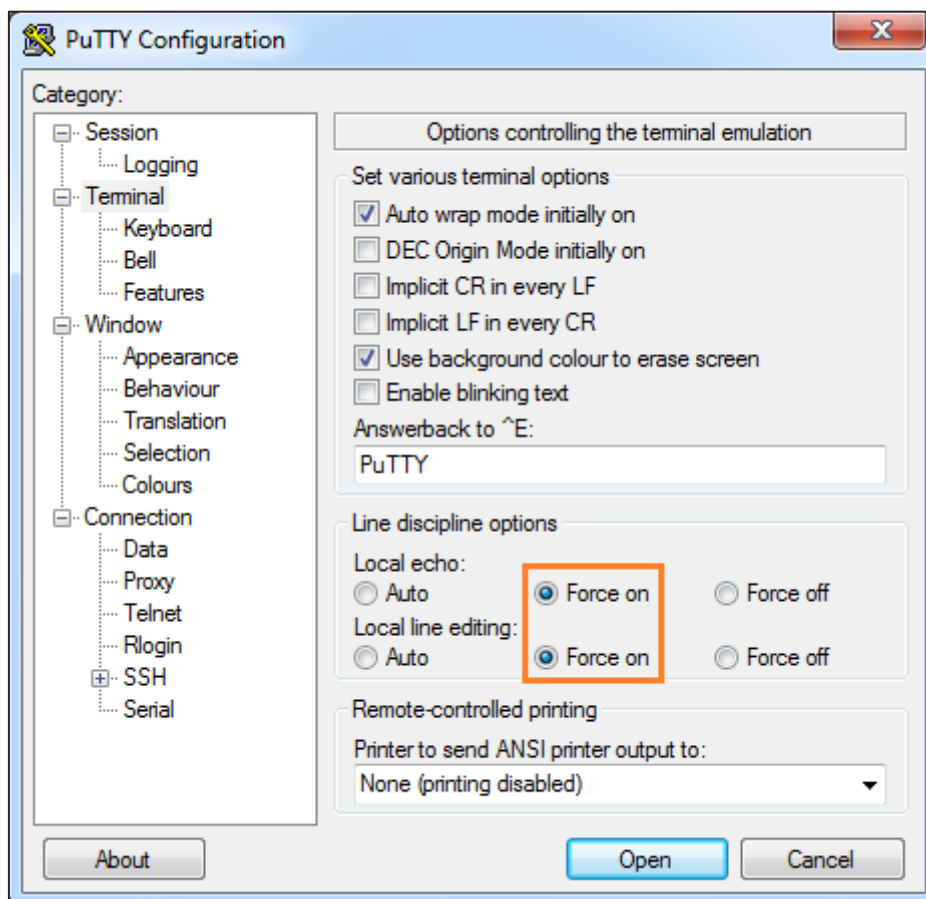 PuTTY Configuration
Category:
Session
Logging
Terminal
Keyboard
Bell
Features
Window
Appearance
Behaviour
Translation
Selection
Colours
Connection
Data
Proxy
Telnet
Rlogin
SSH
Serial
Options controlling the terminal emulation
Set various terminal options
Auto wrap mode initially on
DEC Origin Mode initially on
Implicit CR in every LF
Implicit LF in every CR
Use background colour to erase screen
Enable blinking text
Answerback to ^E:
PuTTY
Line discipline options
Local echo:
Auto Force on Force off
Local line editing:
Auto Force on Force off
Remote-controlled printing
Printer to send ANSI printer output to:
None (printing disabled)
About Open Cancel